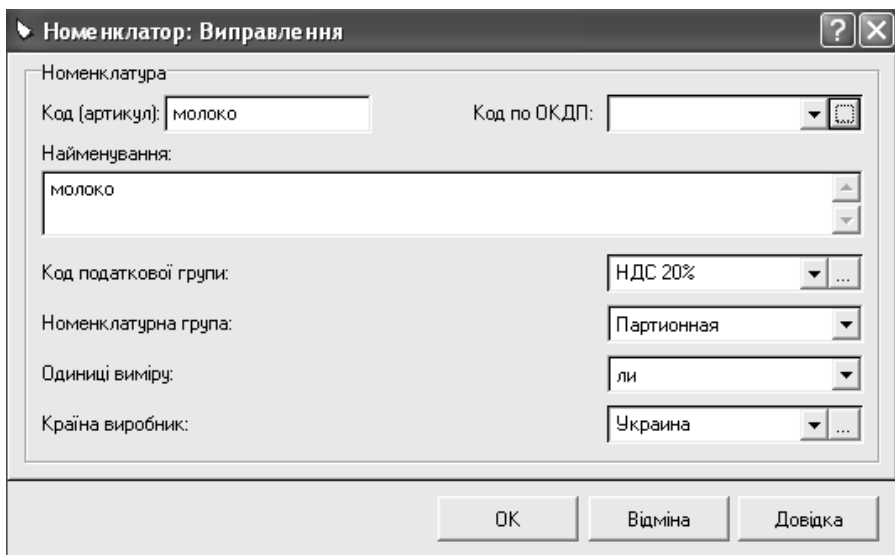 Номенклатор: Виправлення
Номенклатура
Код (артикул): молоко Код по ОКДП:
Найменування:
молоко
Код податкової групи: НДС 20% ...
Номенклатурна група: Партионная
Одиниці виміру: ли
Країна виробник: Украина ...
OK Відміна Довідка